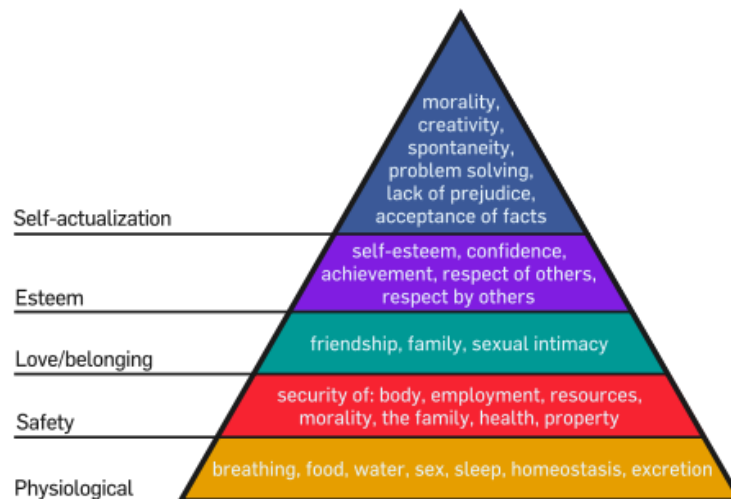 morality,
creativity,
spontaneity,
problem solving,
lack of prejudice,
acceptance of facts
Self-actualization
self-esteem, confidence,
achievement, respect of others,
respect by others
Esteem
friendship, family, sexual intimacy
Love/belonging
security of: body, employment, resources,
morality, the family, health, property
Safety
breathing, food, water, sex, sleep, homeostasis, excretion
Physiological